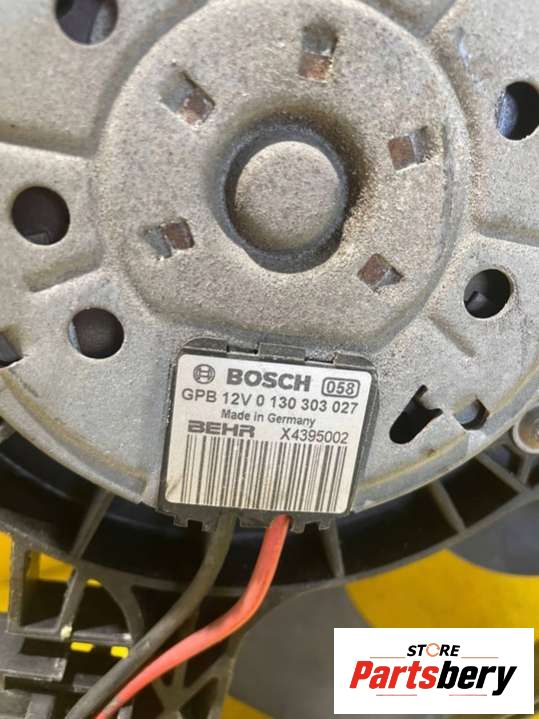 BOSCH 058
GPB 12V 0 130 303 027
Made in Germany
BEHR X4395002
STORE
Partsbery